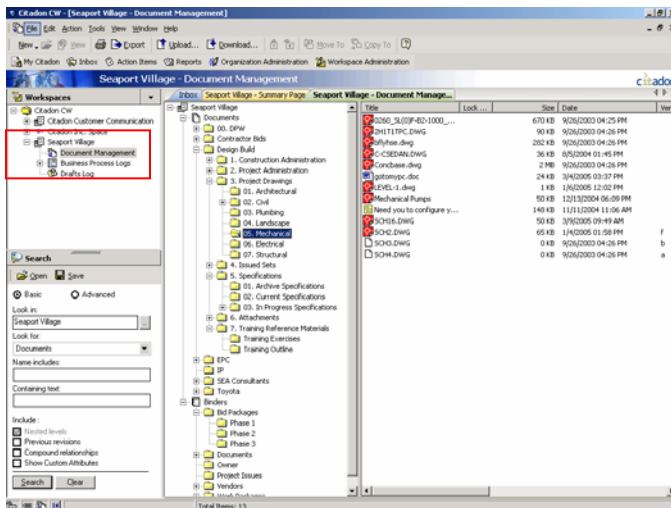 Citadon CW - [Seaport Village - Document Management]
File Edit Action Tools View Window Help
New View Export Upload... Download... Move To Copy To
My Citadon Inbox Action Items Reports Organization Administration Workspace Administration
Seaport Village - Document Management
citadon
Workspaces
Citadon CW
Citadon Customer Communication
Citadon Inc. Space
Seaport Village
Document Management
Business Process Logs
Drafts Log
Search
Open Save
Basic Advanced
Look in:
Seaport Village
Look for:
Documents
Name includes:
Containing text:
Include :
Nested levels
Previous revisions
Compound relationships
Show Custom Attributes
Search Clear
Inbox Seaport Village - Summary Page Seaport Village - Document Manage...
Seaport Village
Documents
00. DPW
Contractor Bids
Design Build
1. Construction Administration
2. Project Administration
3. Project Drawings
01. Architectural
02. Civil
03. Plumbing
04. Landscape
05. Mechanical
06. Electrical
07. Structural
4. Issued Sets
5. Specifications
01. Archive Specifications
02. Current Specifications
03. In Progress Specifications
6. Attachments
7. Training Reference Materials
Training Exercises
Training Outline
EPC
IP
SEA Consultants
Toyota
Binders
Bid Packages
Phase 1
Phase 2
Phase 3
Documents
Owner
Project Issues
Vendors
Work Packages
Title Lock ... Size Date Ver
0260_SL(0)F-B2-1000_... 670 KB 9/26/2003 04:25 PM
2H1T1TPC.DWG 90 KB 9/26/2003 04:26 PM
bflyhse.dwg 282 KB 9/26/2003 04:26 PM
C-CSEDAN.DWG 36 KB 8/5/2004 01:45 PM
Concbase.dwg 2 MB 9/26/2003 04:26 PM
gotomypc.doc 24 KB 3/4/2005 03:37 PM
LEVEL-1.dwg 1 KB 1/6/2005 12:02 PM
Mechanical Pumps 50 KB 12/13/2004 06:09 PM
Need you to configure y... 148 KB 11/11/2004 11:06 AM
SCH16.DWG 50 KB 3/9/2005 09:49 AM
SCH2.DWG 65 KB 1/4/2005 01:58 PM f
SCH3.DWG 0 KB 9/26/2003 04:26 PM b
SCH4.DWG 0 KB 9/26/2003 04:26 PM a
Total Items: 13